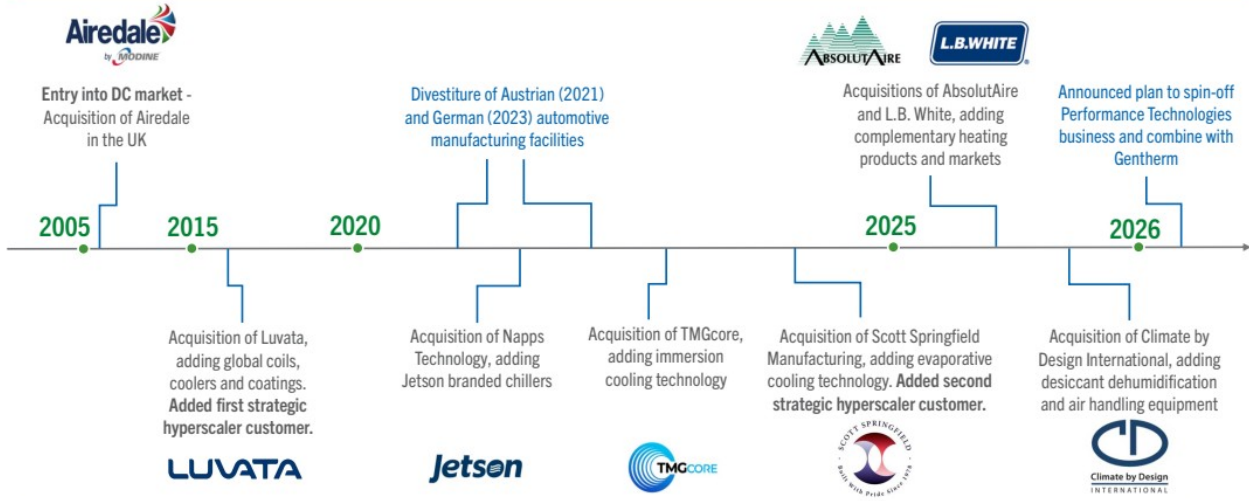 Airedale
by MODINE
Entry into DC market -
Acquisition of Airedale
in the UK
Divestiture of Austrian (2021)
and German (2023) automotive
manufacturing facilities
ABSOLUTAIRE
L.B.WHITE®
Acquisitions of AbsolutAire
and L.B. White, adding
complementary heating
products and markets
Announced plan to spin-off
Performance Technologies
business and combine with
Gentherm
2005
2015
2020
2025
2026
Acquisition of Luvata,
adding global coils,
coolers and coatings.
Added first strategic
hyperscaler customer.
LUVATA
Acquisition of Napps
Technology, adding
Jetson branded chillers
Jetson
Acquisition of TMGcore,
adding immersion
cooling technology
TMGCORE
Acquisition of Scott Springfield
Manufacturing, adding evaporative
cooling technology. Added second
strategic hyperscaler customer.
SCOTT SPRINGFIELD
Built With Pride Since 1976
Acquisition of Climate by
Design International, adding
desiccant dehumidification
and air handling equipment
Climate by Design
INTERNATIONAL